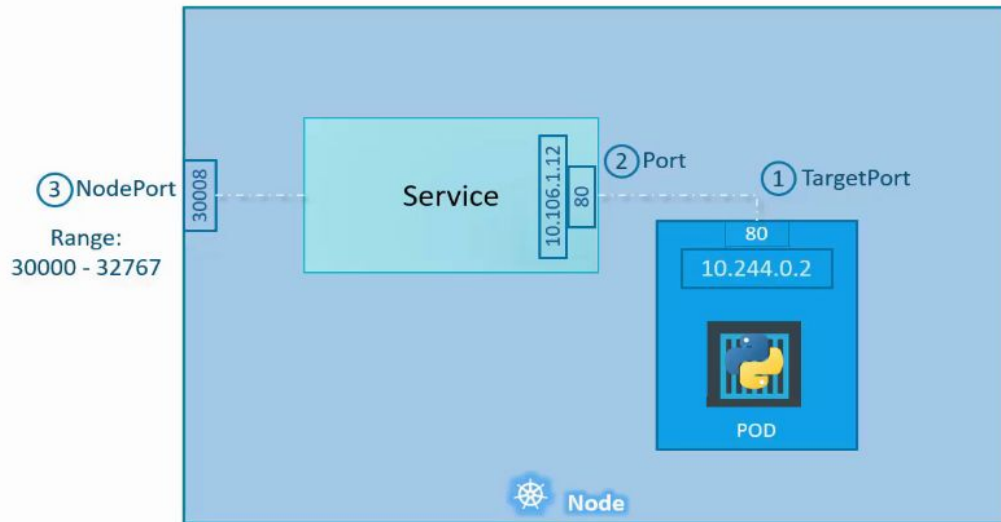 3 NodePort
Range:
30000 - 32767
30008
Service
10.106.1.12
80
2 Port
1 TargetPort
80
10.244.0.2
POD
Node